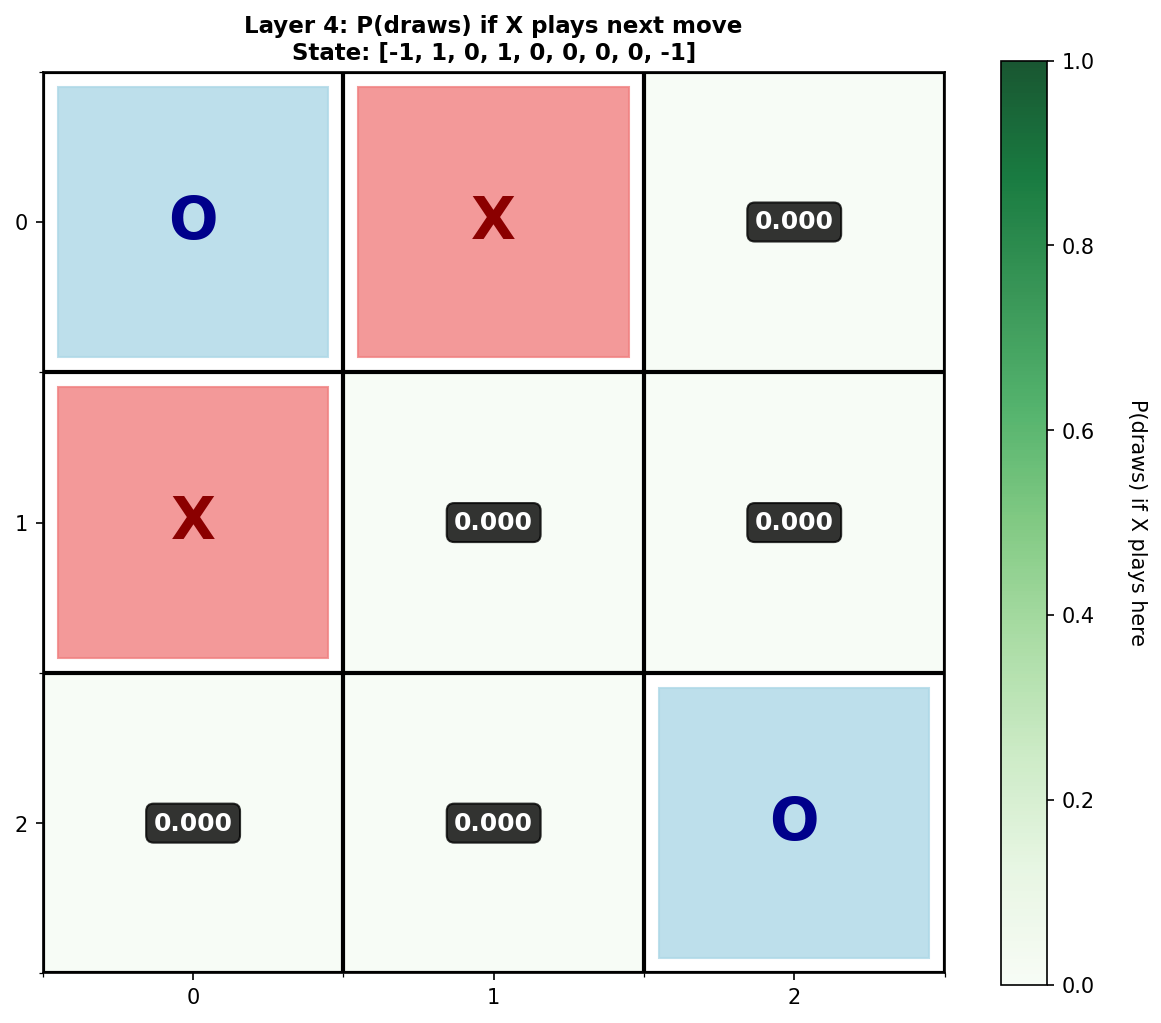 Layer 4: P(draws) if X plays next move
State: [-1, 1, 0, 1, 0, 0, 0, 0, -1]
O X 0.000
X 0.000 0.000
0.000 0.000 O
0
1
2
0 1 2
1.0
0.8
0.6
0.4
0.2
0.0
P(draws) if X plays here